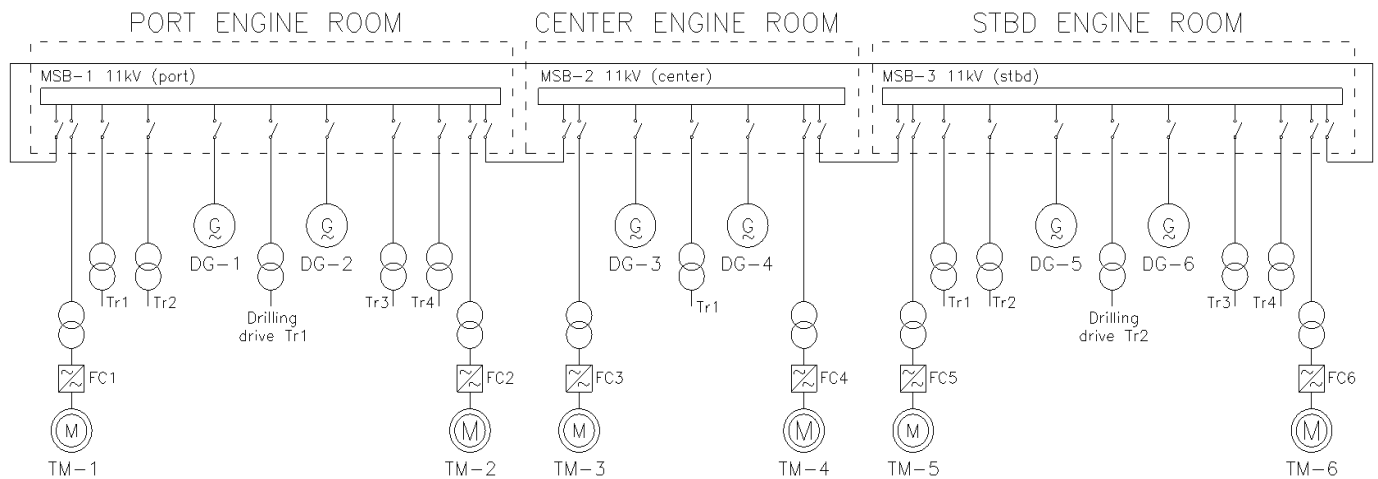 PORT ENGINE ROOM
CENTER ENGINE ROOM
STBD ENGINE ROOM
MSB-1 11kV (port)
MSB-2 11kV (center)
MSB-3 11kV (stbd)
G
G
G
G
G
G
DG-1
DG-2
DG-3
DG-4
DG-5
DG-6
Tr1
Tr2
Tr3
Tr4
Tr1
Tr1
Tr2
Tr3
Tr4
Drilling
drive Tr1
Drilling
drive Tr2
FC1
FC2
FC3
FC4
FC5
FC6
M
M
M
M
M
M
TM-1
TM-2
TM-3
TM-4
TM-5
TM-6